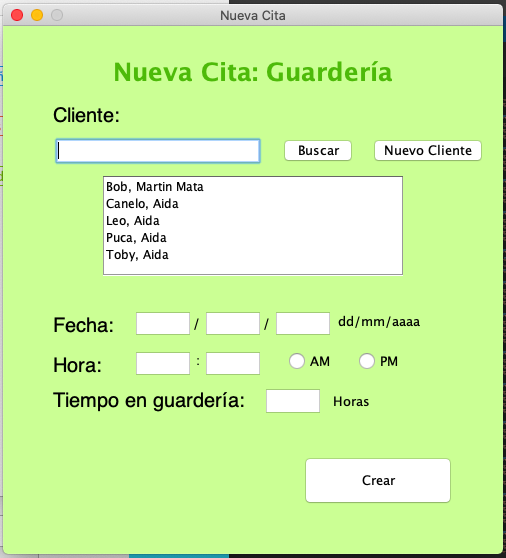 Nueva Cita
Nueva Cita: Guardería
Cliente:
Buscar Nuevo Cliente
Bob, Martin Mata
Canelo, Aida
Leo, Aida
Puca, Aida
Toby, Aida
Fecha: / / dd/mm/aaaa
Hora: : AM PM
Tiempo en guardería: Horas
Crear